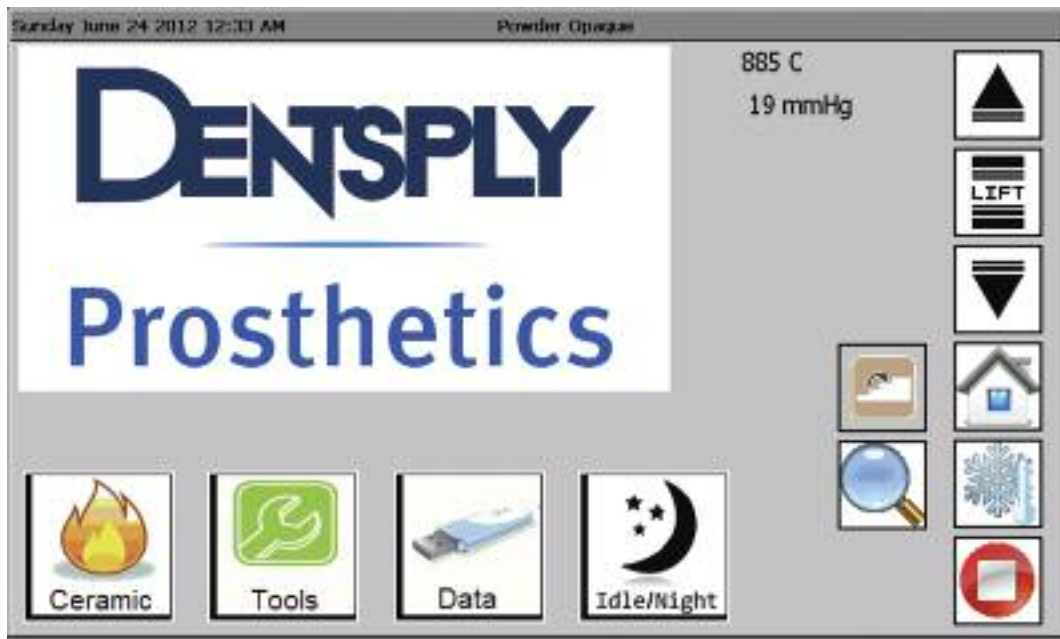 Sunday June 24 2012 12:33 AM
Powder Opaque
885 C
19 mmHg
DENTSPLY
Prosthetics
LIFT
Ceramic
Tools
Data
Idle/Night